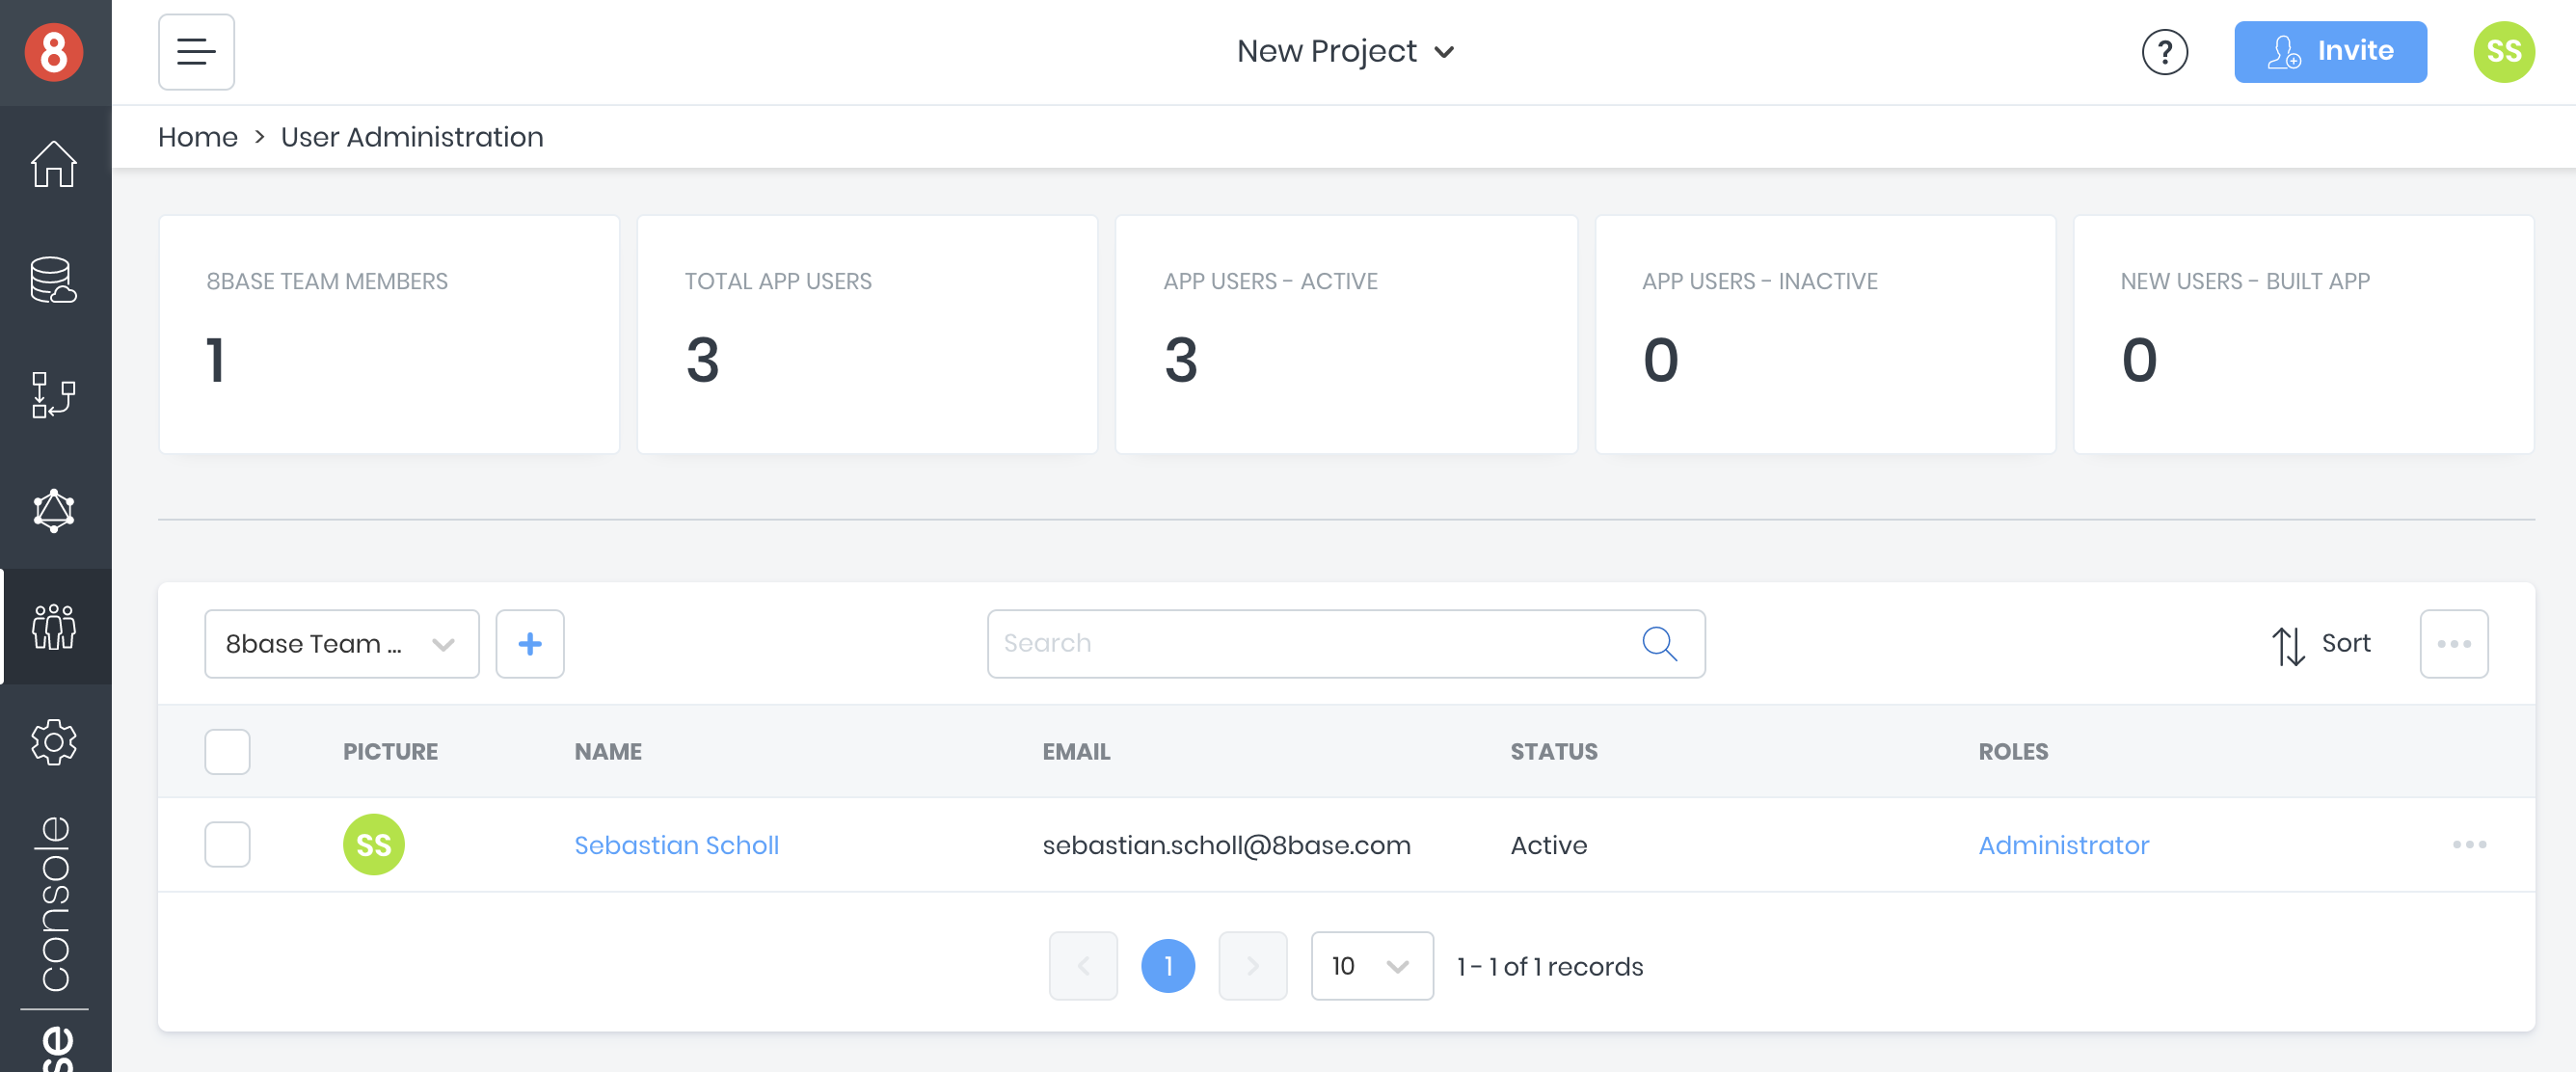 8
New Project
?
Invite
SS
Home > User Administration
8BASE TEAM MEMBERS
1
TOTAL APP USERS
3
APP USERS - ACTIVE
3
APP USERS - INACTIVE
0
NEW USERS - BUILT APP
0
8base Team ...
+
Search
Sort
PICTURE NAME EMAIL STATUS ROLES
SS Sebastian Scholl sebastian.scholl@8base.com Active Administrator
1
10
1 - 1 of 1 records
se console